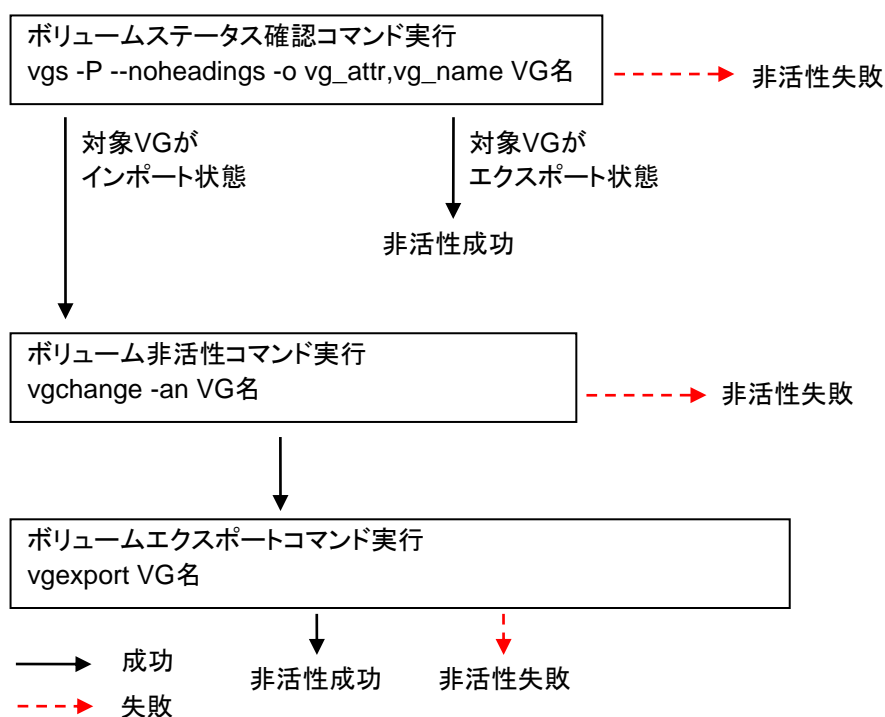 ボリュームステータス確認コマンド実行
vgs -P --noheadings -o vg_attr,vg_name VG名
非活性失敗
対象VGが
インポート状態
対象VGが
エクスポート状態
非活性成功
ボリューム非活性コマンド実行
vgchange -an VG名
非活性失敗
ボリュームエクスポートコマンド実行
vgexport VG名
非活性成功
非活性失敗
成功
失敗